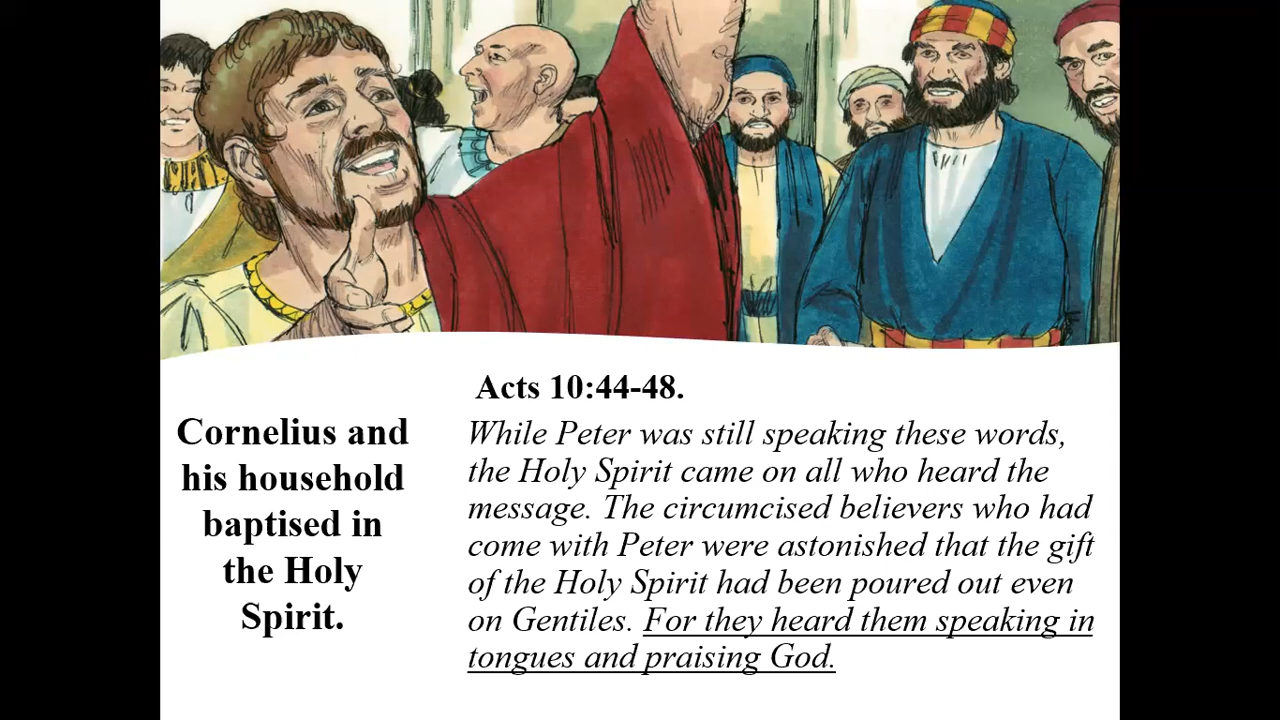 Cornelius and
his household
baptised in
the Holy
Spirit.
Acts 10:44-48.
While Peter was still speaking these words,
the Holy Spirit came on all who heard the
message. The circumcised believers who had
come with Peter were astonished that the gift
of the Holy Spirit had been poured out even
on Gentiles. For they heard them speaking in
tongues and praising God.